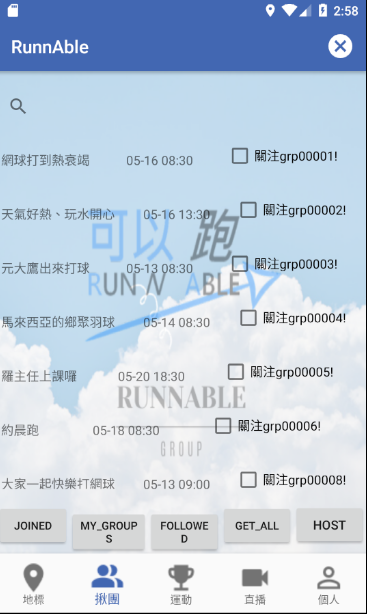 2:58
RunnAble
網球打到熱衰竭 05-16 08:30 關注grp00001!
天氣好熱、玩水開心 05-16 13:30 關注grp00002!
可以跑
元大鷹出來打球 05-13 08:30 關注grp00003!
RUNN ABLE
馬來西亞的鄉聚羽球 05-14 08:30 關注grp00004!
羅主任上課囉 05-20 18:30 關注grp00005!
RUNNABLE
約晨跑 05-18 08:30 關注grp00006!
GROUP
大家一起快樂打網球 05-13 09:00 關注grp00008!
JOINED MY_GROUPS FOLLOWED GET_ALL HOST
地標 揪團 運動 直播 個人